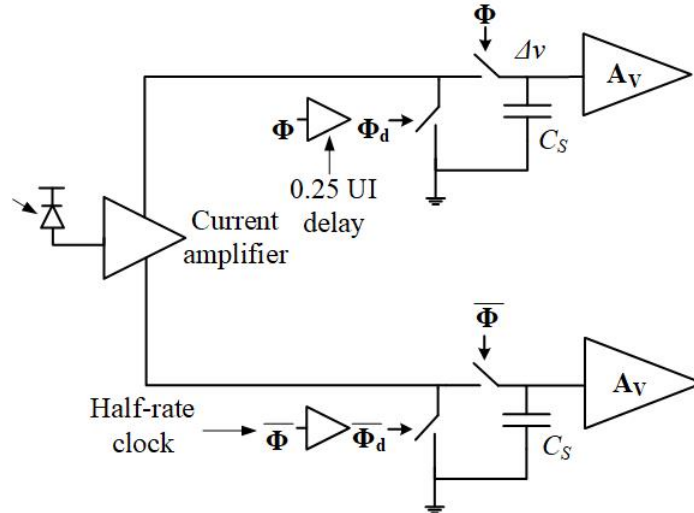 Φ
Δv
A_V
Φ
Φ_d
C_S
0.25 UI
delay
Current
amplifier
Φ̅
A_V
Half-rate
clock
Φ̅
Φ̅_d
C_S